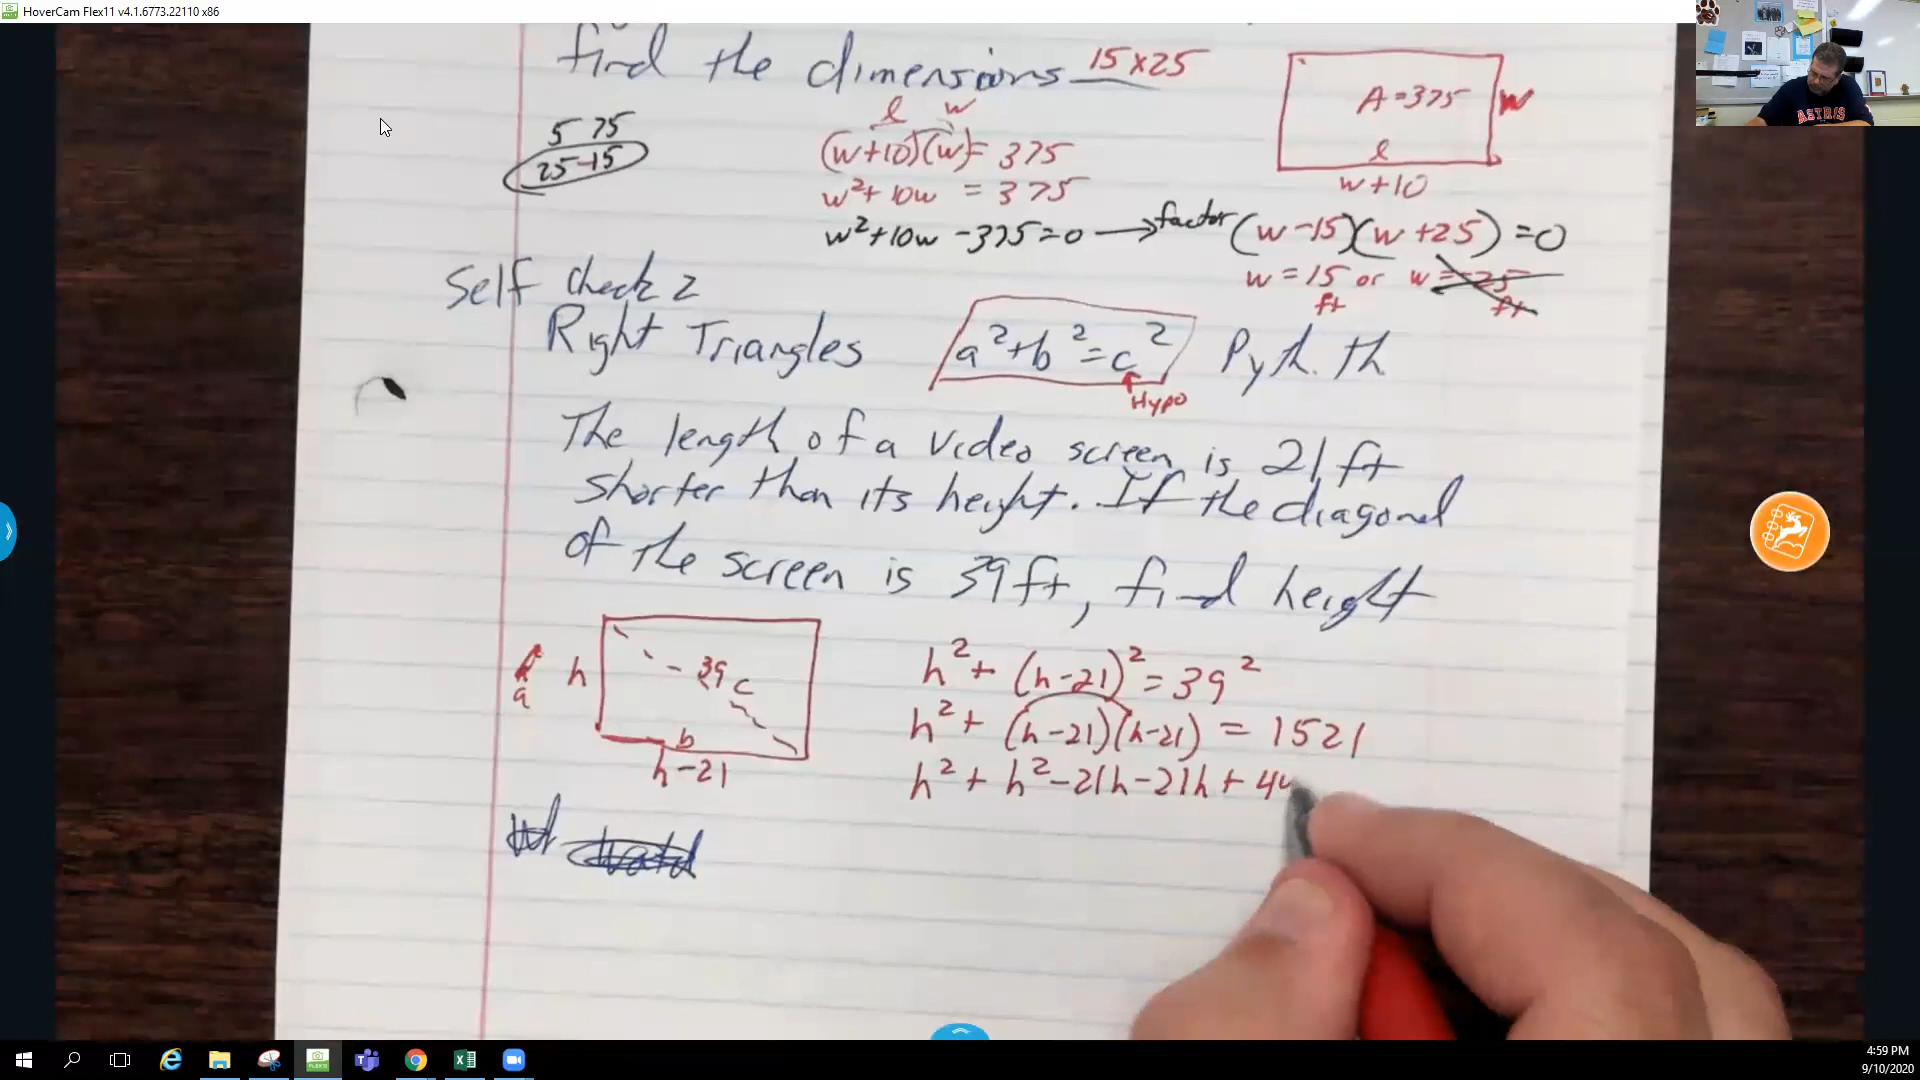 HoverCam Flex11 v4.1.6773.22110 x86
find the dimensions 15x25
A=375 w
l
w+10
5 75
25-15
l w
(w+10)(w)=375
w²+10w = 375
w²+10w-375=0 → factor (w-15)(w+25)=0
w=15 or w=-25
ft ft
Self Check 2
Right Triangles a²+b²=c² Pyth. th
Hypo
The length of a video screen is 21 ft
shorter than its height. If the diagonal
of the screen is 39ft, find height
a h 39 c
b
h-21
h²+(h-21)²=39²
h²+(h-21)(h-21)=1521
h²+h²-21h-21h+44
ASTROS
FLEX11
4:59 PM
9/10/2020